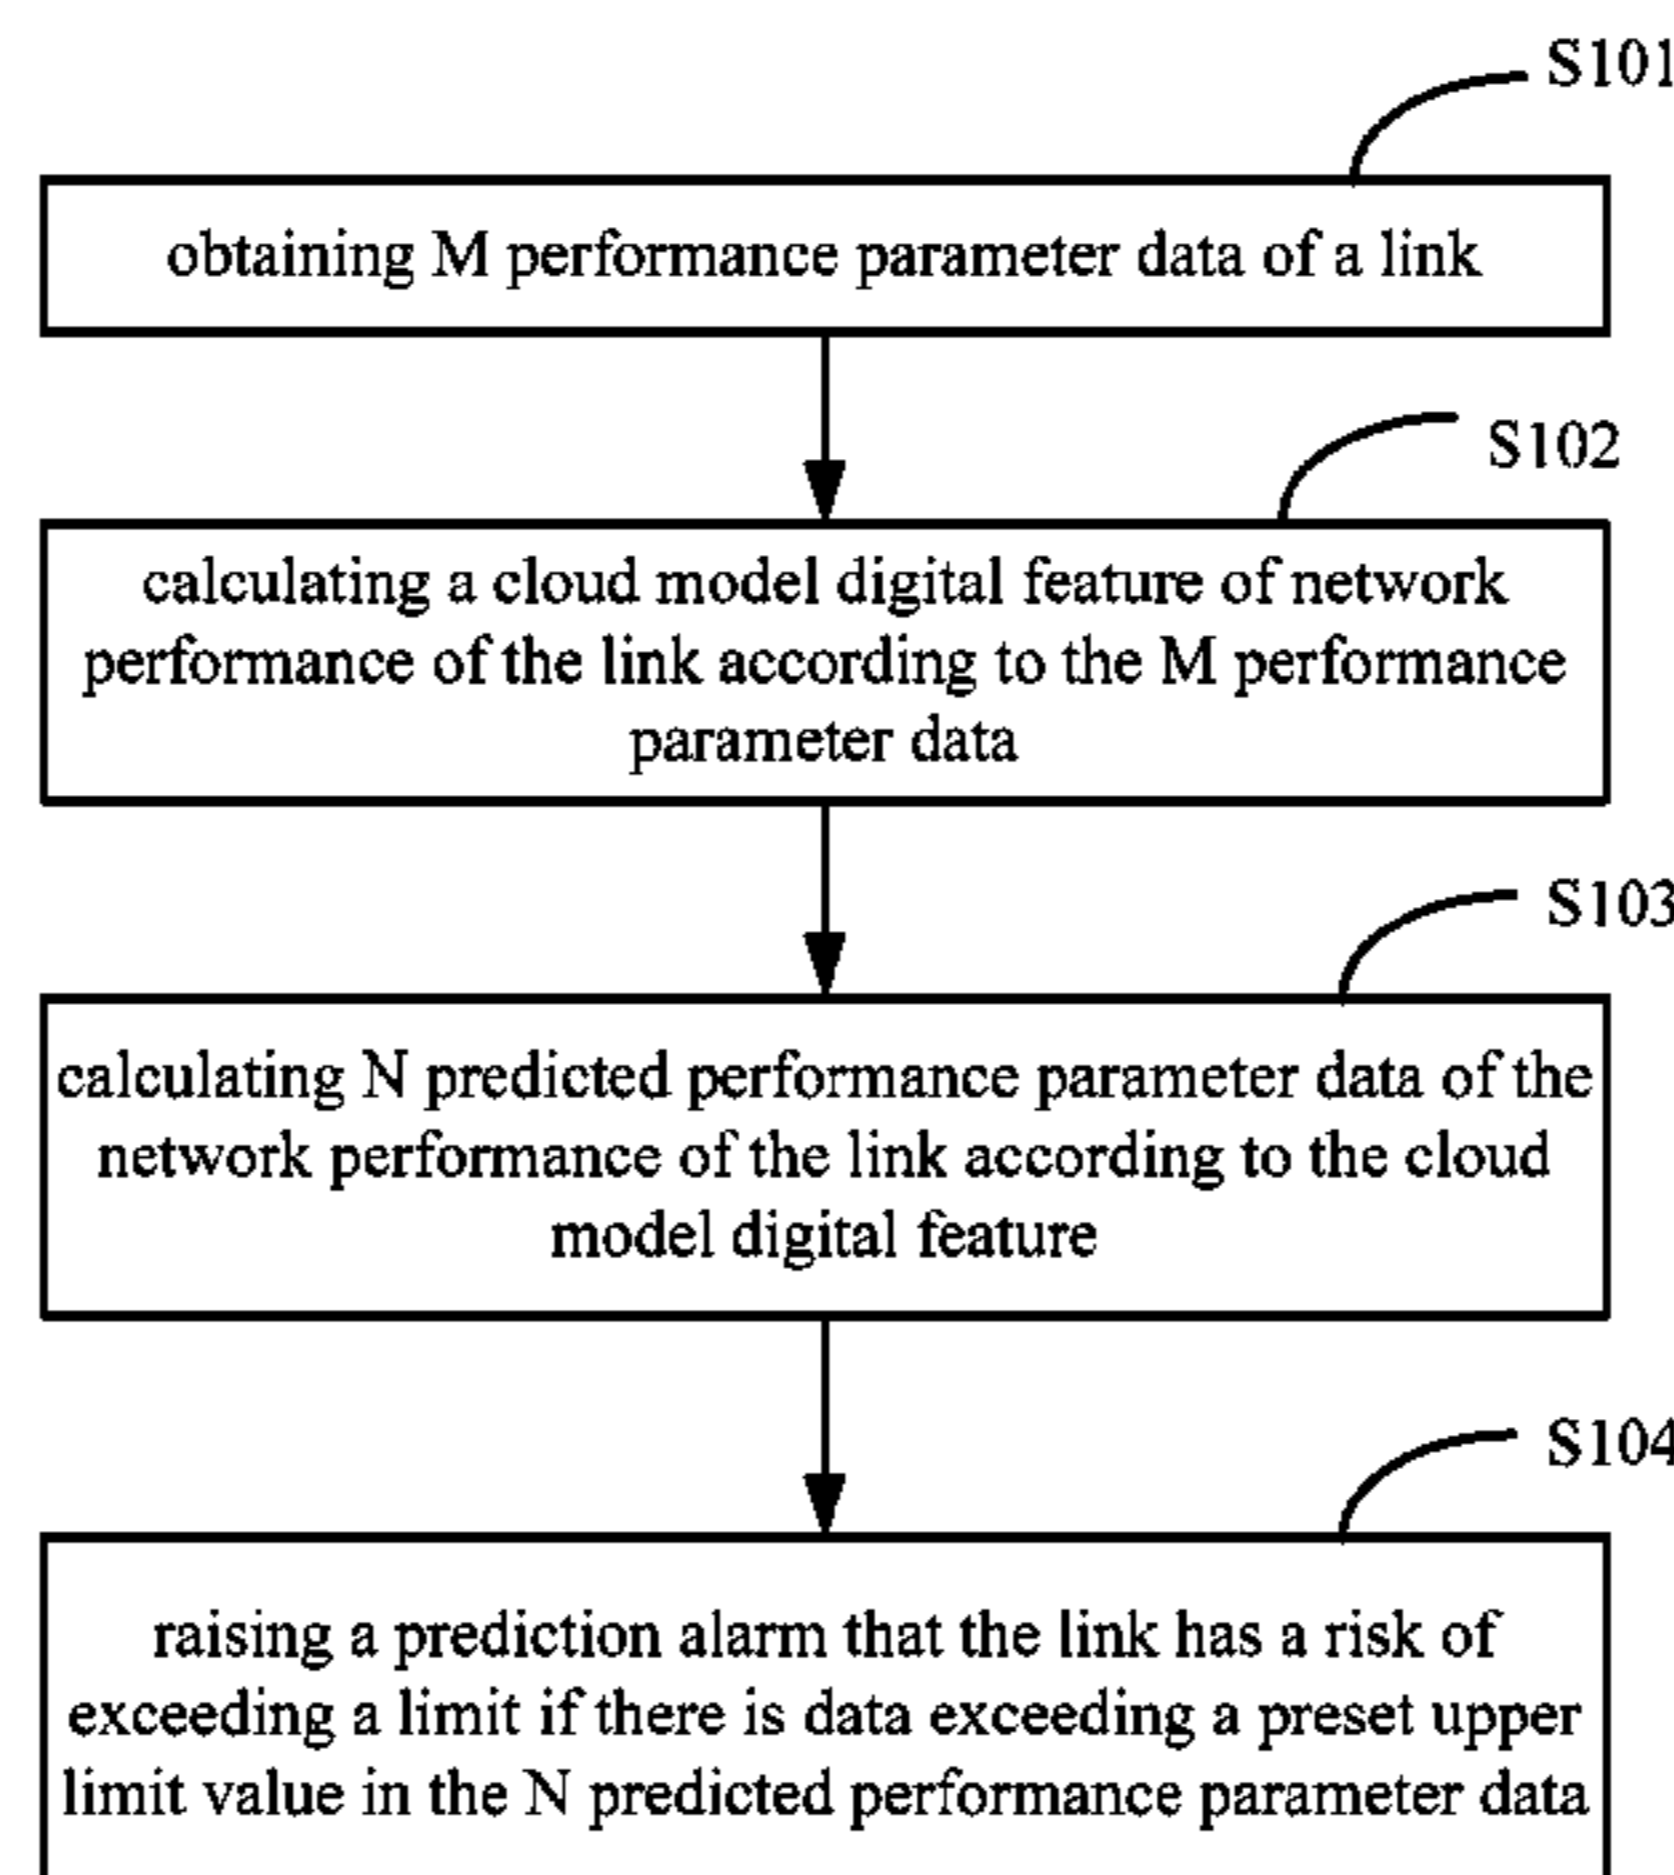 S101
obtaining M performance parameter data of a link
S102
calculating a cloud model digital feature of network
performance of the link according to the M performance
parameter data
S103
calculating N predicted performance parameter data of the
network performance of the link according to the cloud
model digital feature
S104
raising a prediction alarm that the link has a risk of
exceeding a limit if there is data exceeding a preset upper
limit value in the N predicted performance parameter data